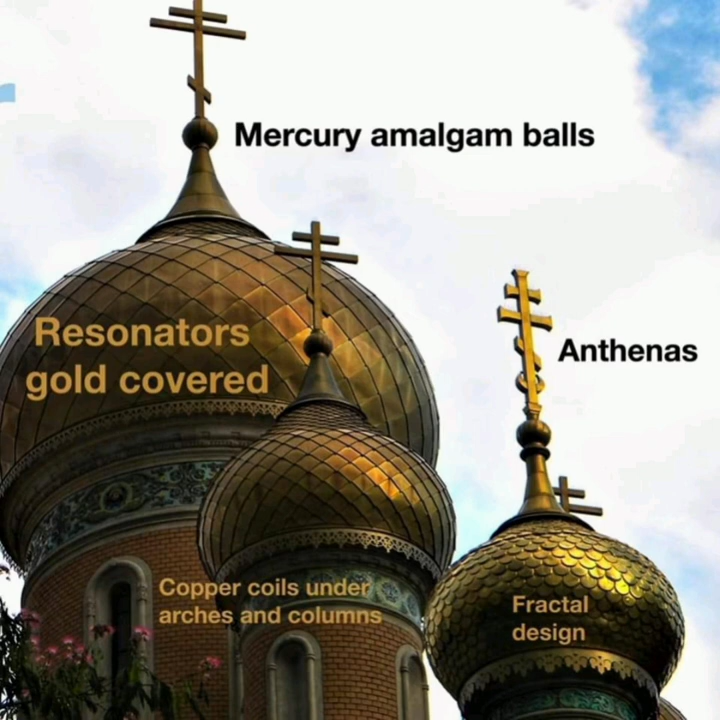 Mercury amalgam balls
Resonators
gold covered
Anthenas
Copper coils under
arches and columns
Fractal
design